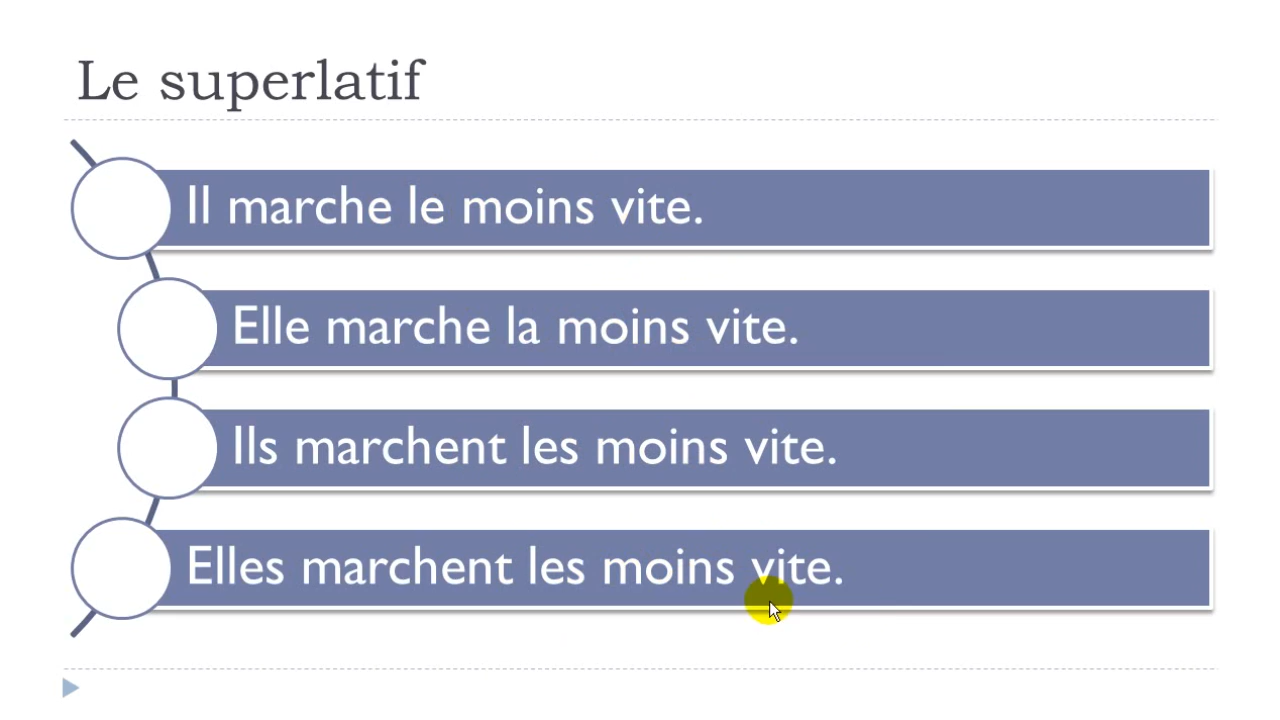 Le superlatif
Il marche le moins vite.
Elle marche la moins vite.
Ils marchent les moins vite.
Elles marchent les moins vite.